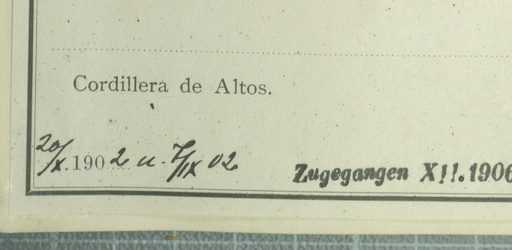 Cordillera de Altos.
20/X. 1902 u. 7/IX 02
Zugegangen XII. 1906